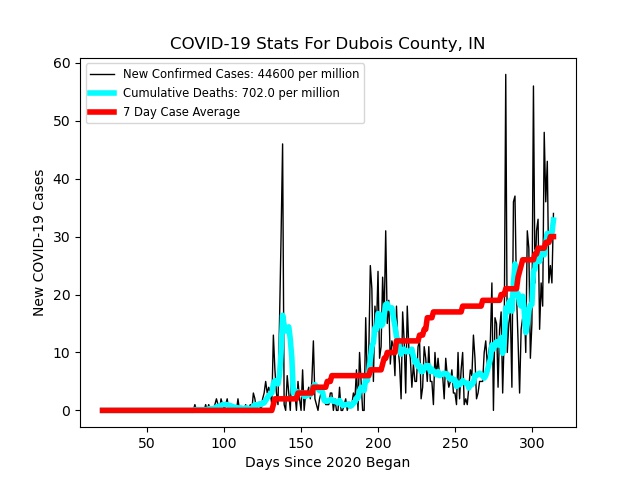 COVID-19 Stats For Dubois County, IN
New Confirmed Cases: 44600 per million
Cumulative Deaths: 702.0 per million
7 Day Case Average
New COVID-19 Cases
60
50
40
30
20
10
0
50 100 150 200 250 300
Days Since 2020 Began